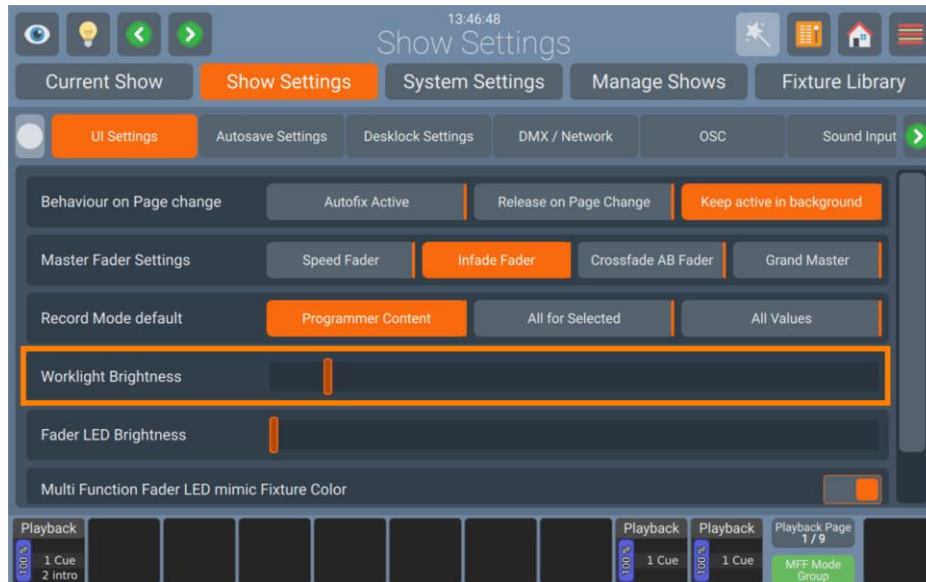 13:46:48
Show Settings
Current Show Show Settings System Settings Manage Shows Fixture Library
UI Settings Autosave Settings Desklock Settings DMX / Network OSC Sound Input
Behaviour on Page change Autofix Active Release on Page Change Keep active in background
Master Fader Settings Speed Fader Infade Fader Crossfade AB Fader Grand Master
Record Mode default Programmer Content All for Selected All Values
Worklight Brightness
Fader LED Brightness
Multi Function Fader LED mimic Fixture Color
Playback Playback Playback Playback Page
1 / 9
100 % 1 Cue 100 % 1 Cue 100 % 1 Cue MFF Mode
2 intro Group